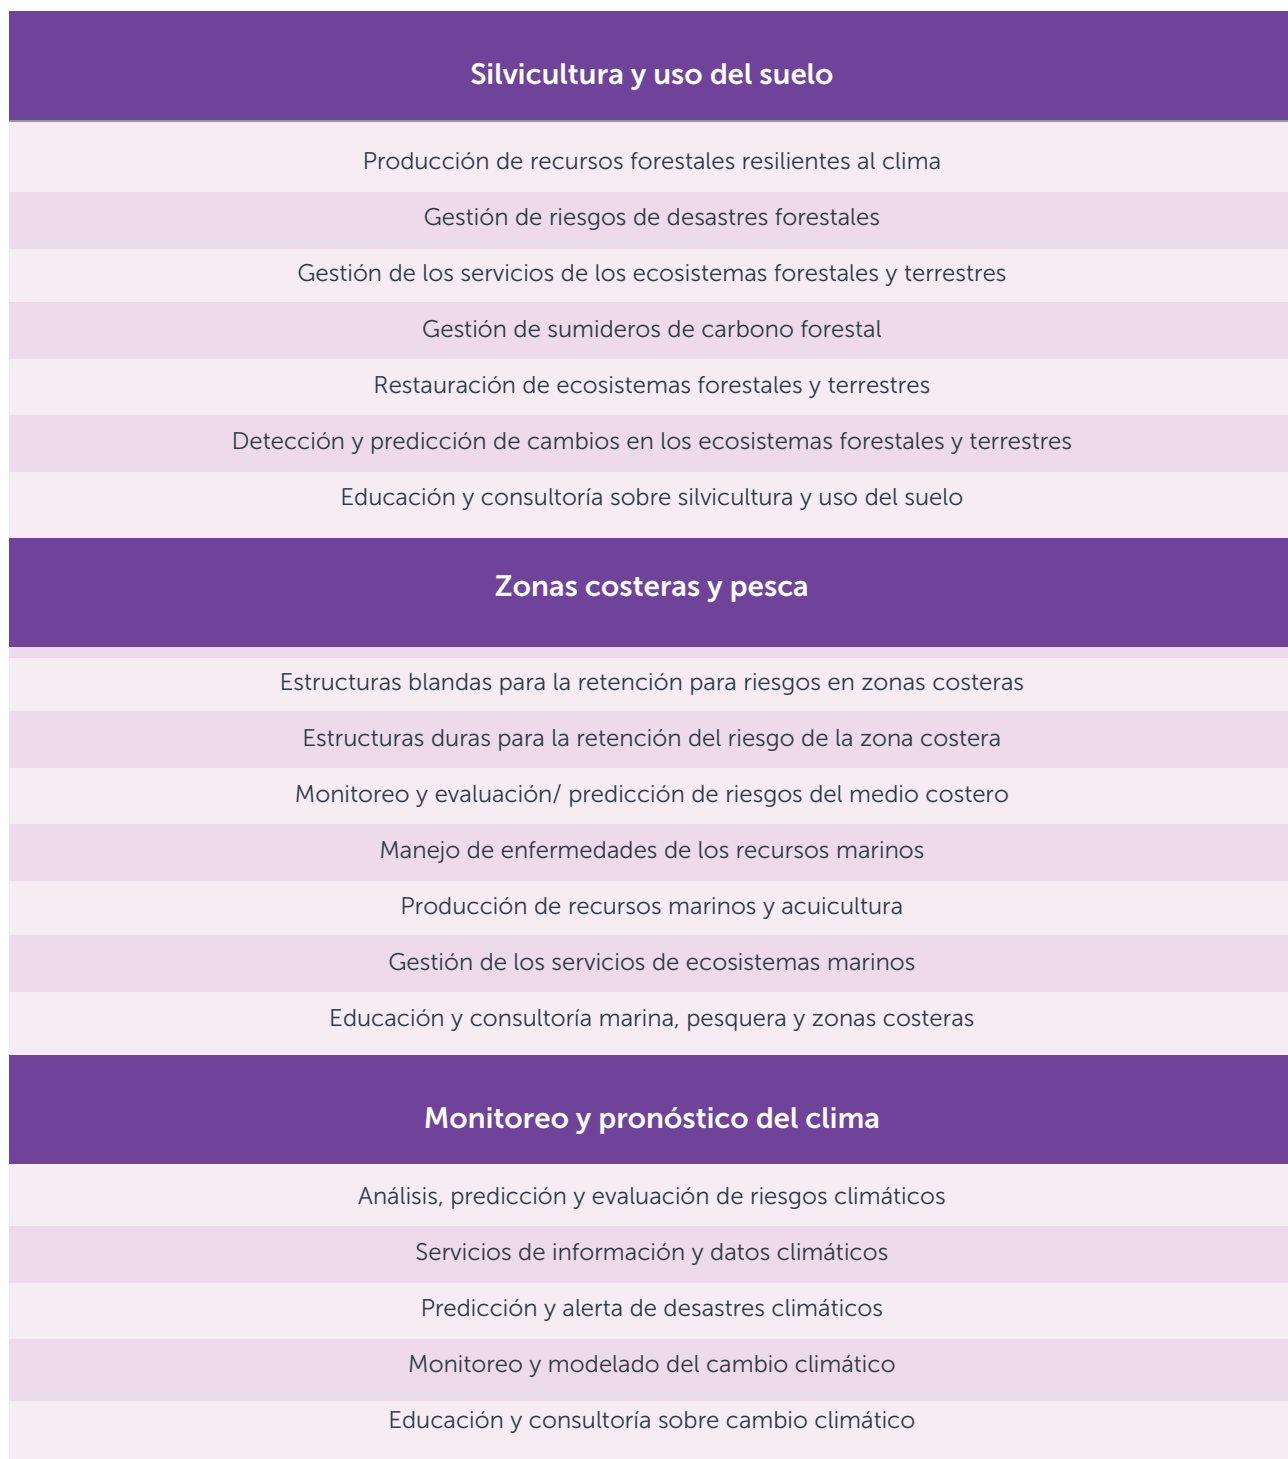 Silvicultura y uso del suelo
Producción de recursos forestales resilientes al clima
Gestión de riesgos de desastres forestales
Gestión de los servicios de los ecosistemas forestales y terrestres
Gestión de sumideros de carbono forestal
Restauración de ecosistemas forestales y terrestres
Detección y predicción de cambios en los ecosistemas forestales y terrestres
Educación y consultoría sobre silvicultura y uso del suelo
Zonas costeras y pesca
Estructuras blandas para la retención para riesgos en zonas costeras
Estructuras duras para la retención del riesgo de la zona costera
Monitoreo y evaluación/ predicción de riesgos del medio costero
Manejo de enfermedades de los recursos marinos
Producción de recursos marinos y acuicultura
Gestión de los servicios de ecosistemas marinos
Educación y consultoría marina, pesquera y zonas costeras
Monitoreo y pronóstico del clima
Análisis, predicción y evaluación de riesgos climáticos
Servicios de información y datos climáticos
Predicción y alerta de desastres climáticos
Monitoreo y modelado del cambio climático
Educación y consultoría sobre cambio climático